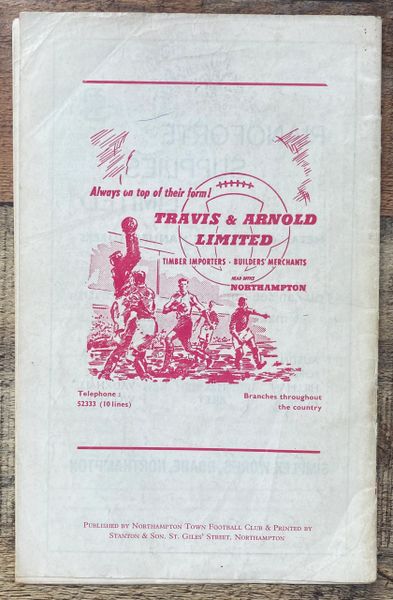 Always on top of their form!
TRAVIS & ARNOLD
LIMITED
TIMBER IMPORTERS · BUILDERS' MERCHANTS
HEAD OFFICE
NORTHAMPTON
Telephone :
52333 (10 lines)
Branches throughout
the country
PUBLISHED BY NORTHAMPTON TOWN FOOTBALL CLUB & PRINTED BY
STANTON & SON, ST. GILES' STREET, NORTHAMPTON